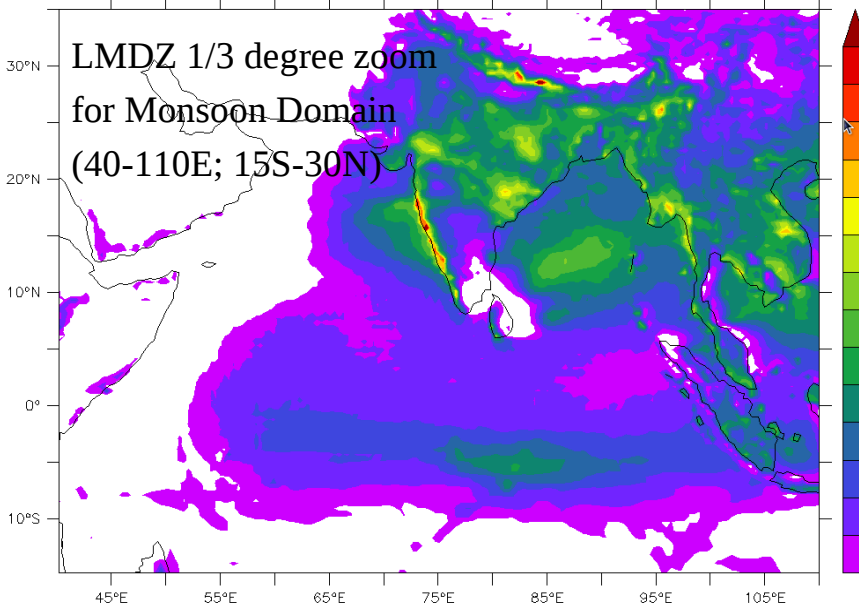 LMDZ 1/3 degree zoom
for Monsoon Domain
(40-110E; 15S-30N)
30°N
20°N
10°N
0°
10°S
45°E 55°E 65°E 75°E 85°E 95°E 105°E